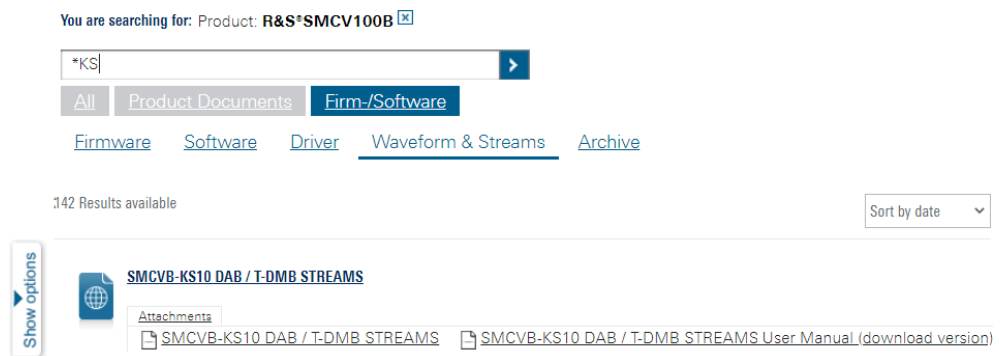 You are searching for: Product: R&S®SMCV100B
*KS
All Product Documents Firm-/Software
Firmware Software Driver Waveform & Streams Archive
142 Results available
Sort by date
Show options
SMCVB-KS10 DAB / T-DMB STREAMS
Attachments
SMCVB-KS10 DAB / T-DMB STREAMS SMCVB-KS10 DAB / T-DMB STREAMS User Manual (download version)